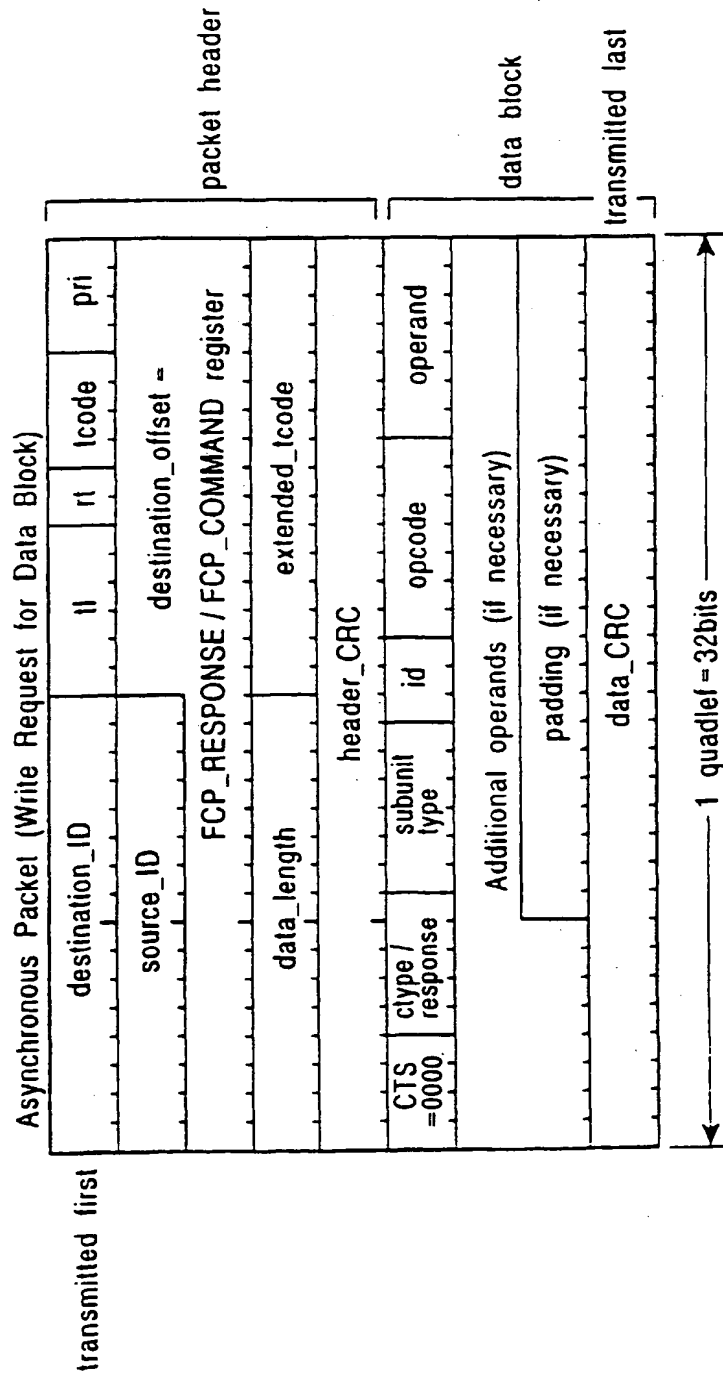 Asynchronous Packet (Write Request for Data Block)
transmitted first
destination_ID
tl
rt
tcode
pri
source_ID
destination_offset =
FCP_RESPONSE / FCP_COMMAND register
data_length
extended_tcode
header_CRC
packet header
CTS
=0000
ctype /
response
subunit
type
id
opcode
operand
Additional operands (if necessary)
padding (if necessary)
data_CRC
data block
transmitted last
1 quadlef = 32bits